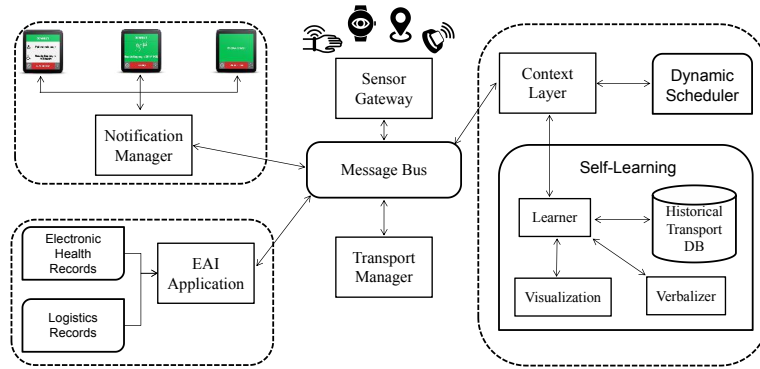 Sensor
Gateway
Notification
Manager
Message Bus
Transport
Manager
Electronic
Health
Records
Logistics
Records
EAI
Application
Context
Layer
Dynamic
Scheduler
Self-Learning
Learner
Historical
Transport
DB
Visualization
Verbalizer